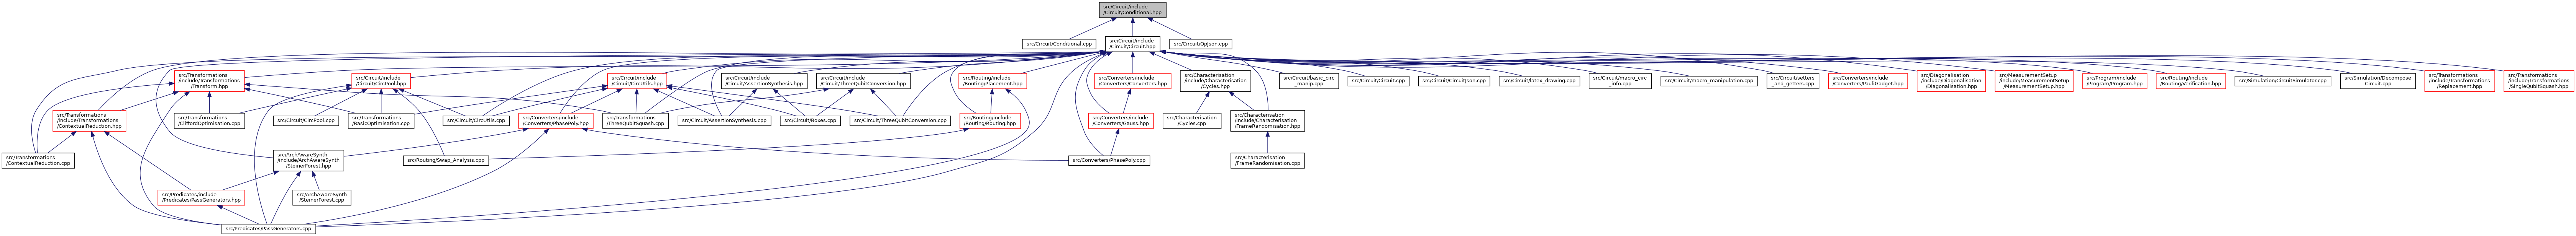 src/Circuit/include
/Circuit/Conditional.hpp
src/Circuit/Conditional.cpp
src/Circuit/include
/Circuit/Circuit.hpp
src/Circuit/OpJson.cpp
src/Transformations
/include/Transformations
/Transform.hpp
src/Circuit/include
/Circuit/CircPool.hpp
src/Circuit/include
/Circuit/CircUtils.hpp
src/Circuit/include
/Circuit/AssertionSynthesis.hpp
src/Circuit/include
/Circuit/ThreeQubitConversion.hpp
src/Routing/include
/Routing/Placement.hpp
src/Converters/include
/Converters/Converters.hpp
src/Characterisation
/include/Characterisation
/Cycles.hpp
src/Circuit/basic_circ
_manip.cpp
src/Circuit/Circuit.cpp
src/Circuit/CircuitJson.cpp
src/Circuit/latex_drawing.cpp
src/Circuit/macro_circ
_info.cpp
src/Circuit/macro_manipulation.cpp
src/Circuit/setters
_and_getters.cpp
src/Converters/include
/Converters/PauliGadget.hpp
src/Diagonalisation
/include/Diagonalisation
/Diagonalisation.hpp
src/MeasurementSetup
/include/MeasurementSetup
/MeasurementSetup.hpp
src/Program/include
/Program/Program.hpp
src/Routing/include
/Routing/Verification.hpp
src/Simulation/CircuitSimulator.cpp
src/Simulation/Decompose
Circuit.cpp
src/Transformations
/include/Transformations
/Replacement.hpp
src/Transformations
/include/Transformations
/SingleQubitSquash.hpp
src/Transformations
/include/Transformations
/ContextualReduction.hpp
src/Transformations
/CliffordOptimisation.cpp
src/Circuit/CircPool.cpp
src/Transformations
/BasicOptimisation.cpp
src/Circuit/CircUtils.cpp
src/Converters/include
/Converters/PhasePoly.hpp
src/Transformations
/ThreeQubitSquash.cpp
src/Circuit/AssertionSynthesis.cpp
src/Circuit/Boxes.cpp
src/Circuit/ThreeQubitConversion.cpp
src/Routing/include
/Routing/Routing.hpp
src/Converters/include
/Converters/Gauss.hpp
src/Characterisation
/Cycles.cpp
src/Characterisation
/include/Characterisation
/FrameRandomisation.hpp
src/Transformations
/ContextualReduction.cpp
src/ArchAwareSynth
/include/ArchAwareSynth
/SteinerForest.hpp
src/Routing/Swap_Analysis.cpp
src/Converters/PhasePoly.cpp
src/Characterisation
/FrameRandomisation.cpp
src/Predicates/include
/Predicates/PassGenerators.hpp
src/ArchAwareSynth
/SteinerForest.cpp
src/Predicates/PassGenerators.cpp